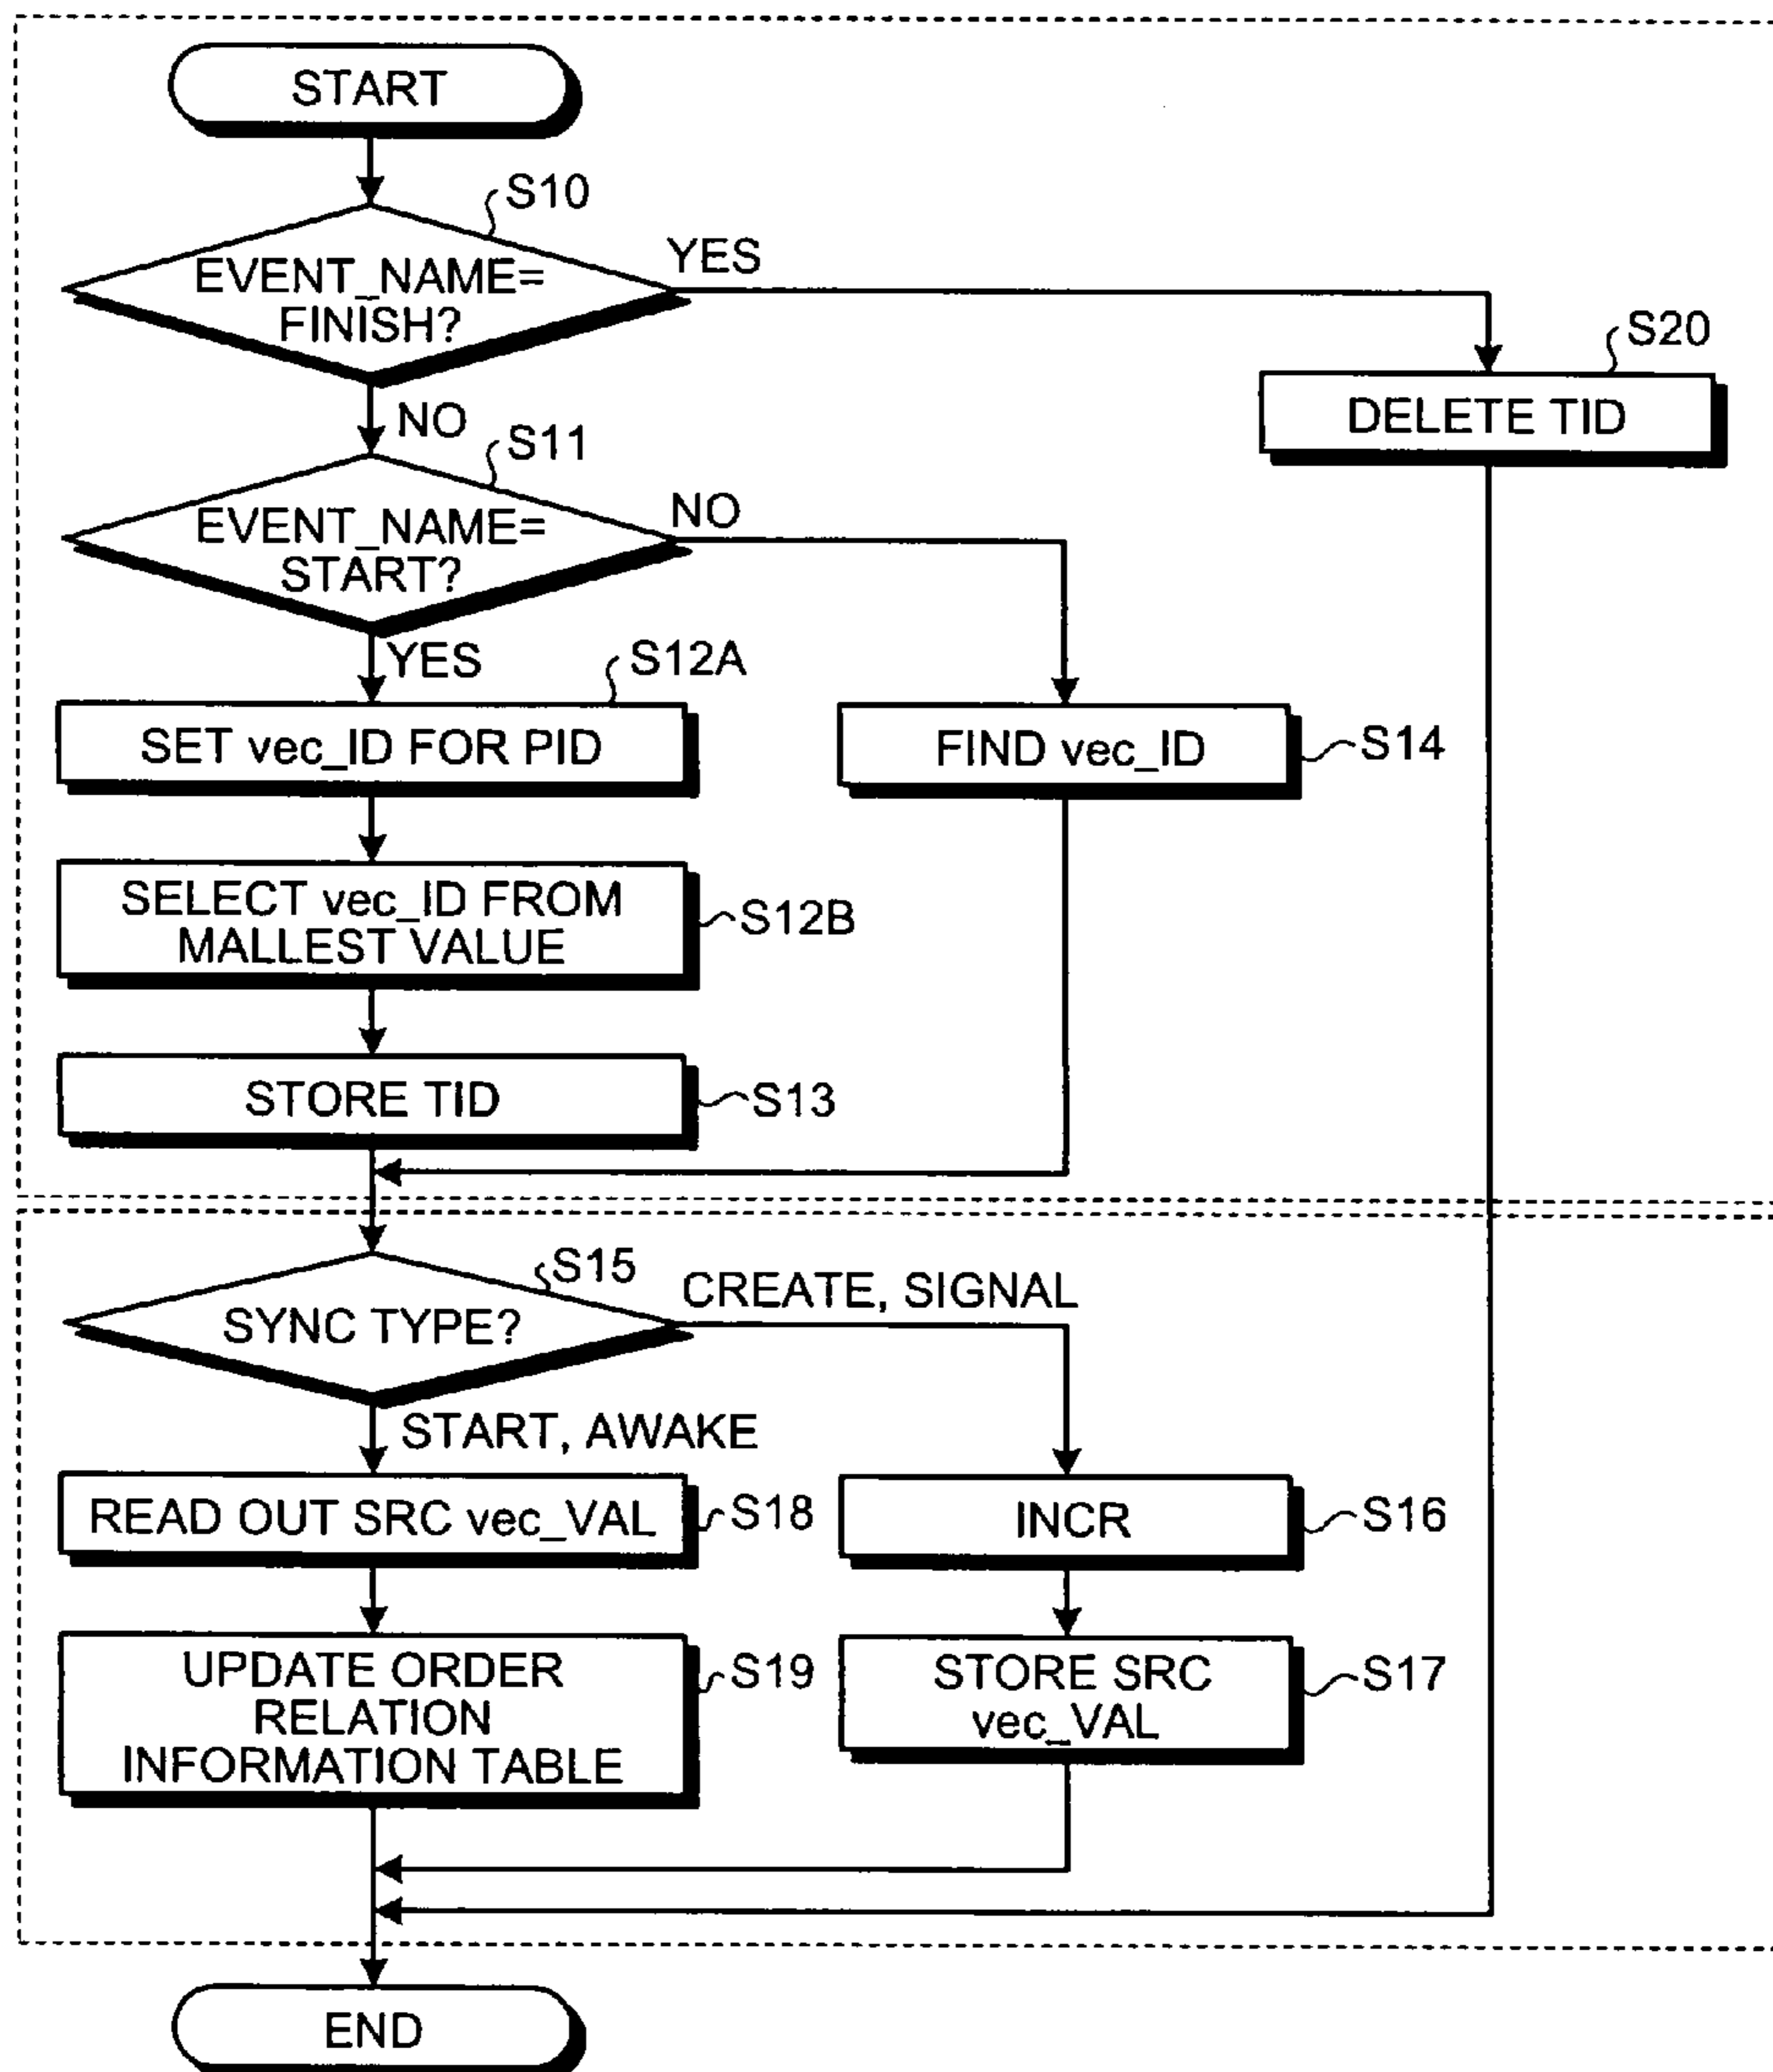 START
S10
EVENT_NAME=
FINISH?
YES
S20
DELETE TID
NO
S11
EVENT_NAME=
START?
NO
YES
S12A
SET vec_ID FOR PID
FIND vec_ID
S14
SELECT vec_ID FROM
MALLEST VALUE
S12B
STORE TID
S13
S15
SYNC TYPE?
CREATE, SIGNAL
START, AWAKE
READ OUT SRC vec_VAL
S18
INCR
S16
UPDATE ORDER
RELATION
INFORMATION TABLE
S19
STORE SRC
vec_VAL
S17
END